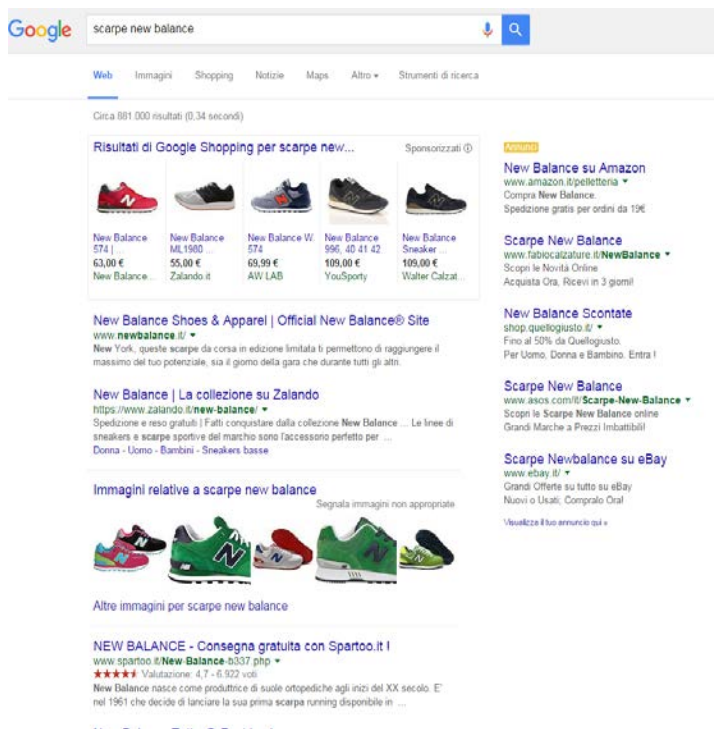 Google
scarpe new balance
Web Immagini Shopping Notizie Maps Altro Strumenti di ricerca
Circa 881.000 risultati (0,34 secondi)
Risultati di Google Shopping per scarpe new... Sponsorizzati
New Balance 574 | ...
63,00 €
New Balance...
New Balance ML1980 ...
55,00 €
Zalando.it
New Balance W. 574
69,99 €
AW LAB
New Balance 996, 40 41 42
109,00 €
YouSporty
New Balance Sneaker ...
109,00 €
Walter Calzat...
New Balance Shoes & Apparel | Official New Balance® Site
www.newbalance.it/
New York, queste scarpe da corsa in edizione limitata ti permettono di raggiungere il
massimo del tuo potenziale, sia il giorno della gara che durante tutti gli altri.
New Balance | La collezione su Zalando
https://www.zalando.it/new-balance/
Spedizione e reso gratuiti | Fatti conquistare dalla collezione New Balance ... Le linee di
sneakers e scarpe sportive del marchio sono l'accessorio perfetto per ...
Donna - Uomo - Bambini - Sneakers basse
Immagini relative a scarpe new balance
Segnala immagini non appropriate
Altre immagini per scarpe new balance
NEW BALANCE - Consegna gratuita con Spartoo.it !
www.spartoo.it/New-Balance-b337.php
Valutazione: 4,7 - 6.922 voti
New Balance nasce come produttrice di suole ortopediche agli inizi del XX secolo. E'
nel 1961 che decide di lanciare la sua prima scarpa running disponibile in ...
Annunci
New Balance su Amazon
www.amazon.it/pelletteria
Compra New Balance.
Spedizione gratis per ordini da 19€
Scarpe New Balance
www.fabiocalzature.it/NewBalance
Scopri le Novità Online
Acquista Ora, Ricevi in 3 giorni!
New Balance Scontate
shop.quellogiusto.it/
Fino al 50% da Quellogiusto.
Per Uomo, Donna e Bambino. Entra !
Scarpe New Balance
www.asos.com/it/Scarpe-New-Balance
Scopri le Scarpe New Balance online
Grandi Marche a Prezzi Imbattibili!
Scarpe Newbalance su eBay
www.ebay.it/
Grandi Offerte su tutto su eBay
Nuovi o Usati; Compralo Ora!
Visualizza il tuo annuncio qui »